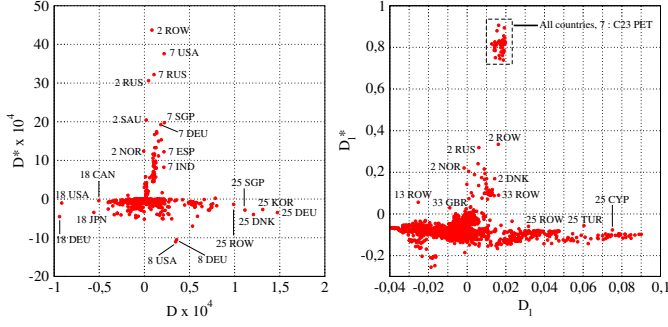 50
40
30
20
10
0
-10
-20
-1
-0,5
0
0,5
1
1,5
2
D* x 10⁴
D x 10⁴
2 ROW
7 USA
7 RUS
2 RUS
2 SAU
7 SGP
7 DEU
2 NOR
7 ESP
7 IND
18 CAN
18 USA
25 SGP
25 KOR
25 DEU
18 JPN
25 DNK
18 DEU
25 ROW
8 USA
8 DEU
1
0,8
0,6
0,4
0,2
0
-0,2
-0,04
-0,02
0
0,02
0,04
0,06
0,08
0,1
D₁*
D₁
All countries, 7 : C23 PET
2 ROW
2 RUS
2 NOR
2 DNK
13 ROW
33 ROW
33 GBR
25 ROW
25 TUR
25 CYP